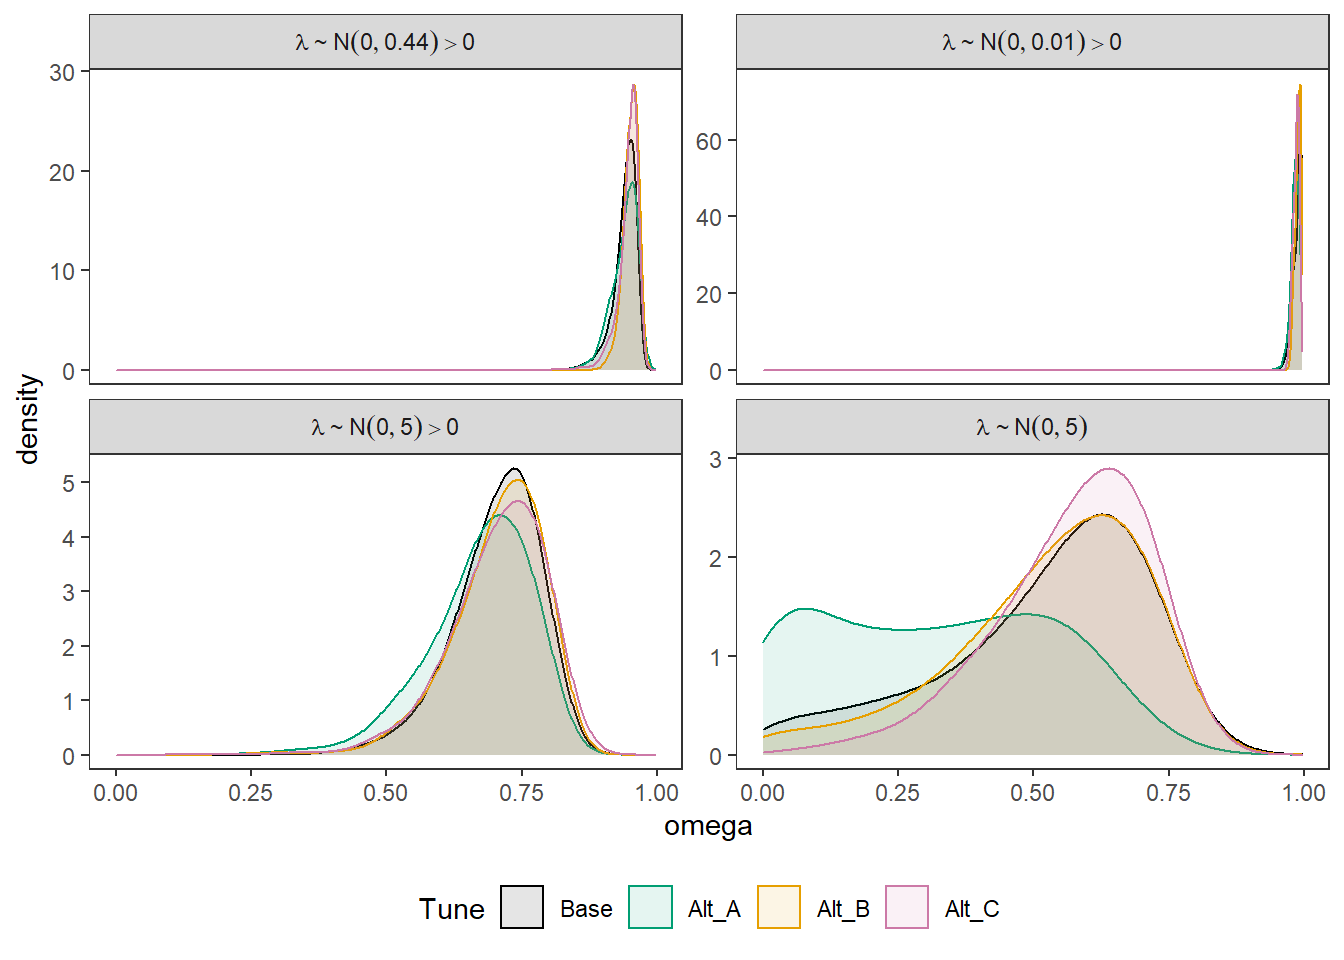 λ ~ N(0, 0.44) > 0
λ ~ N(0, 0.01) > 0
30
20
10
0
60
40
20
0
density
λ ~ N(0, 5) > 0
λ ~ N(0, 5)
5
4
3
2
1
0
3
2
1
0
0.00 0.25 0.50 0.75 1.00
0.00 0.25 0.50 0.75 1.00
omega
Tune Base Alt_A Alt_B Alt_C